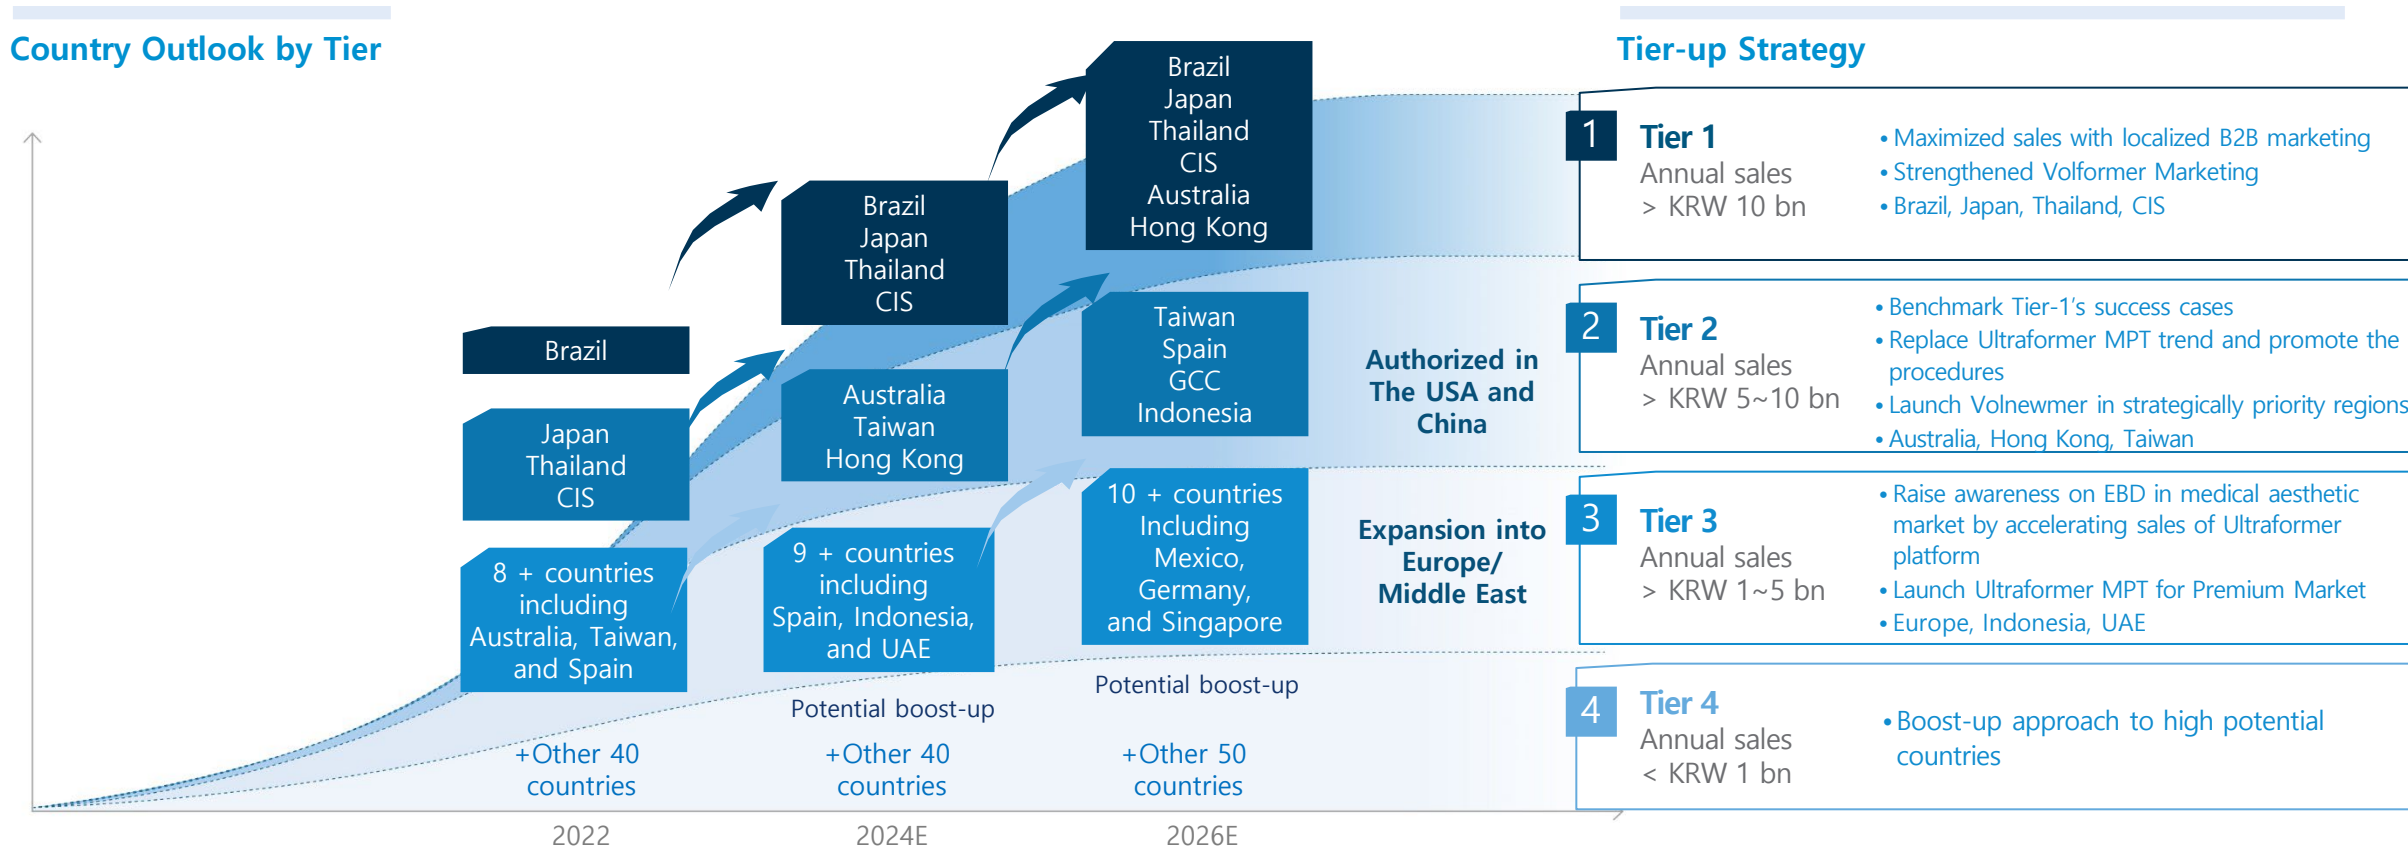 Country Outlook by Tier
Brazil
Japan
Thailand
CIS
8 + countries
including
Australia, Taiwan,
and Spain
+Other 40
countries
2022
Brazil
Japan
Thailand
CIS
Australia
Taiwan
Hong Kong
9 + countries
including
Spain, Indonesia,
and UAE
Potential boost-up
+Other 40
countries
2024E
Brazil
Japan
Thailand
CIS
Australia
Hong Kong
Taiwan
Spain
GCC
Indonesia
10 + countries
Including
Mexico,
Germany,
and Singapore
Potential boost-up
+Other 50
countries
2026E
Authorized in
The USA and
China
Expansion into
Europe/
Middle East
Tier-up Strategy
1
Tier 1
Annual sales
> KRW 10 bn
• Maximized sales with localized B2B marketing
• Strengthened Volformer Marketing
• Brazil, Japan, Thailand, CIS
2
Tier 2
Annual sales
> KRW 5~10 bn
• Benchmark Tier-1's success cases
• Replace Ultraformer MPT trend and promote the
procedures
• Launch Volnewmer in strategically priority regions
• Australia, Hong Kong, Taiwan
3
Tier 3
Annual sales
> KRW 1~5 bn
• Raise awareness on EBD in medical aesthetic
market by accelerating sales of Ultraformer
platform
• Launch Ultraformer MPT for Premium Market
• Europe, Indonesia, UAE
4
Tier 4
Annual sales
< KRW 1 bn
• Boost-up approach to high potential
countries